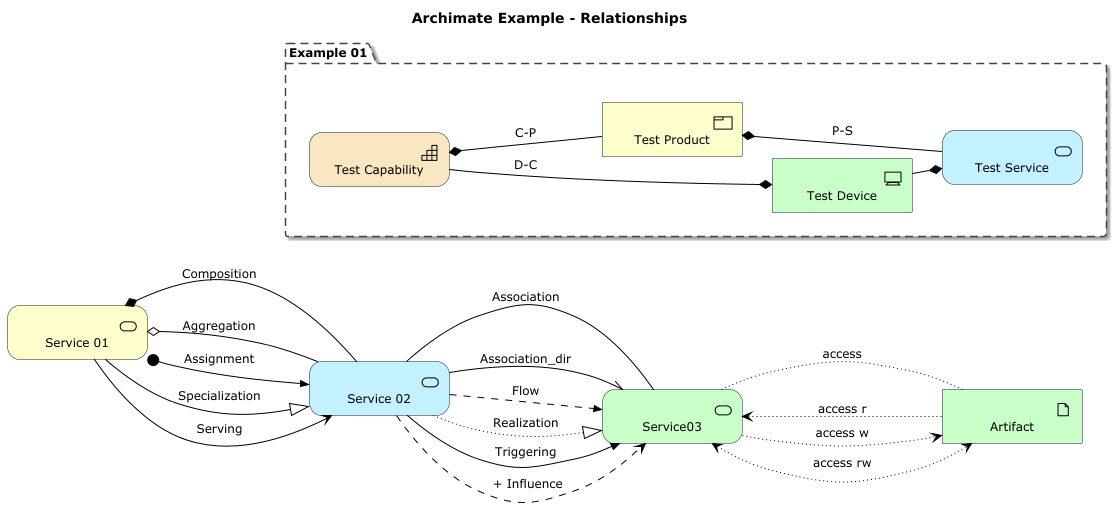 Archimate Example - Relationships
Example 01
C-P
Test Product
P-S
Test Capability
D-C
Test Device
Test Service
Composition
Service 01
Aggregation
Assignment
Specialization
Serving
Service 02
Association
Association_dir
Flow
Realization
Triggering
+ Influence
Service03
access
access r
access w
access rw
Artifact